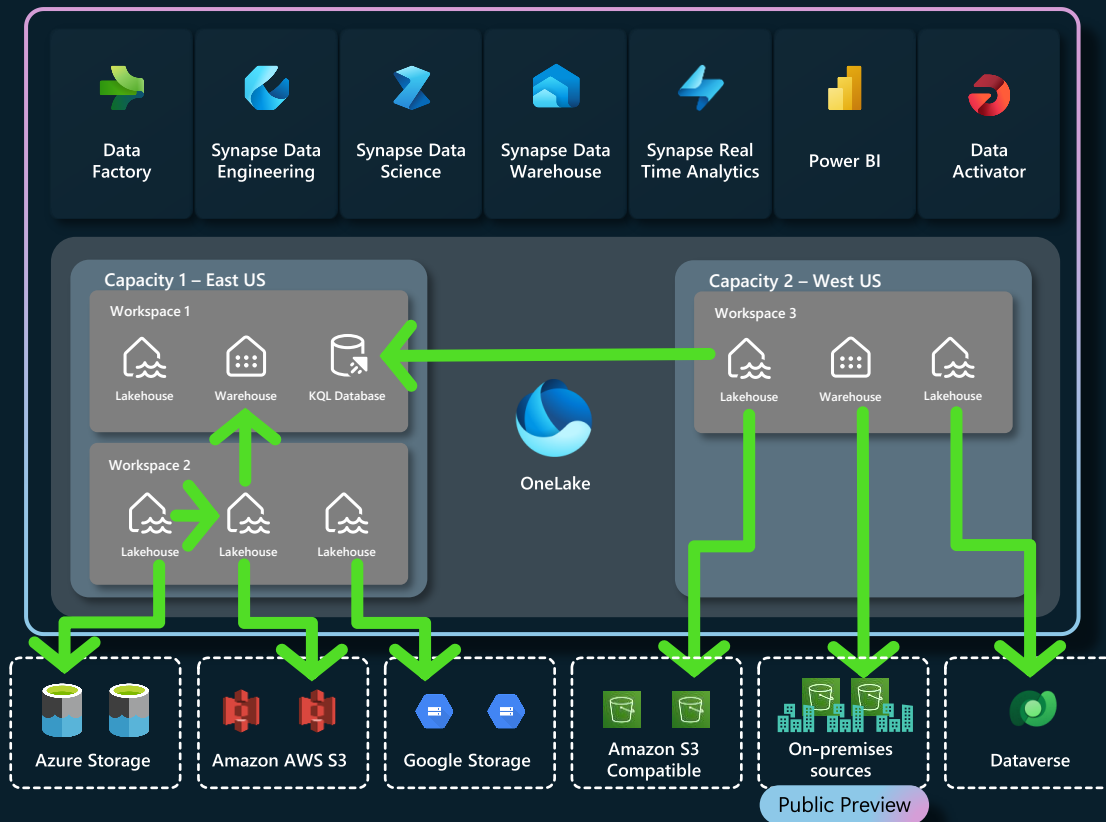 Data
Factory
Synapse Data
Engineering
Synapse Data
Science
Synapse Data
Warehouse
Synapse Real
Time Analytics
Power BI
Data
Activator
Capacity 1 – East US
Workspace 1
Lakehouse
Warehouse
KQL Database
Workspace 2
Lakehouse
Lakehouse
Lakehouse
OneLake
Capacity 2 – West US
Workspace 3
Lakehouse
Warehouse
Lakehouse
Azure Storage
Amazon AWS S3
Google Storage
Amazon S3
Compatible
On-premises
sources
Public Preview
Dataverse